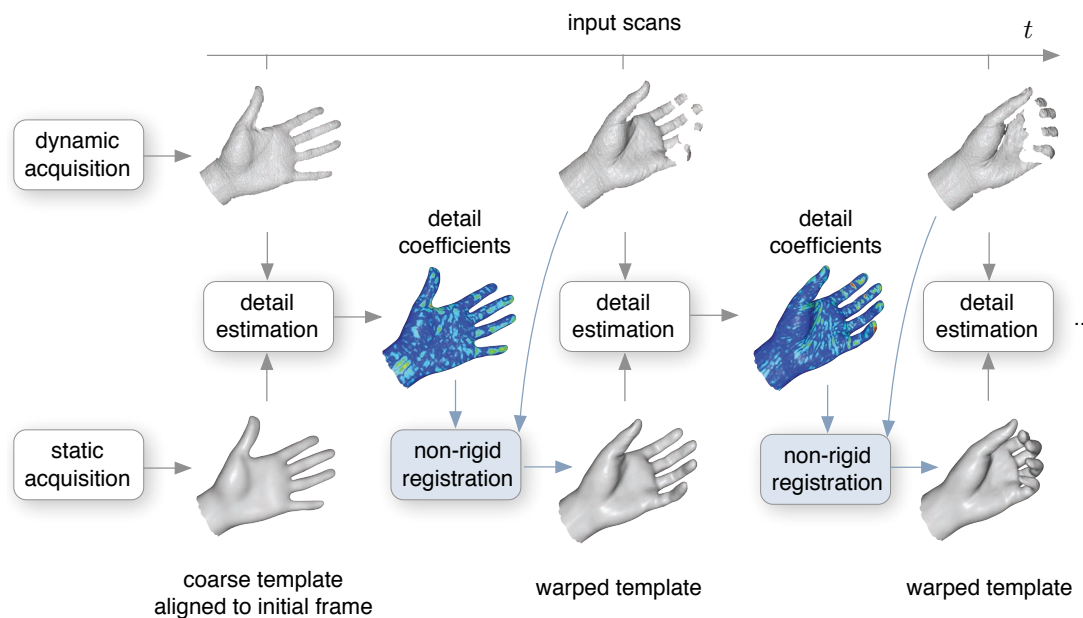 input scans
t
dynamic
acquisition
detail
coefficients
detail
coefficients
detail
estimation
detail
estimation
detail
estimation
...
static
acquisition
non-rigid
registration
non-rigid
registration
coarse template
aligned to initial frame
warped template
warped template